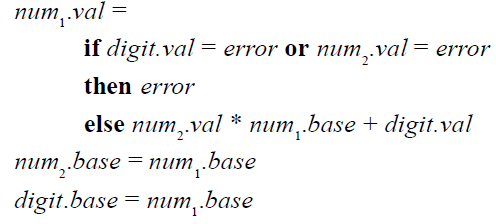 num₁.val =
if digit.val = error or num₂.val = error
then error
else num₂.val * num₁.base + digit.val
num₂.base = num₁.base
digit.base = num₁.base